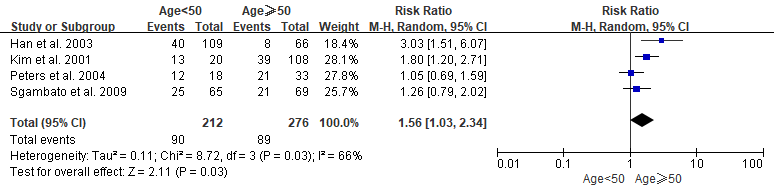 Age<50 Age⩾50 Risk Ratio Risk Ratio
Study or Subgroup Events Total Events Total Weight M-H, Random, 95% CI M-H, Random, 95% CI
Han et al. 2003 40 109 8 66 18.4% 3.03 [1.51, 6.07]
Kim et al. 2001 13 20 39 108 28.1% 1.80 [1.20, 2.71]
Peters et al. 2004 12 18 21 33 27.8% 1.05 [0.69, 1.59]
Sgambato et al. 2009 25 65 21 69 25.7% 1.26 [0.79, 2.02]
Total (95% CI) 212 276 100.0% 1.56 [1.03, 2.34]
Total events 90 89
Heterogeneity: Tau² = 0.11; Chi² = 8.72, df = 3 (P = 0.03); I² = 66%
Test for overall effect: Z = 2.11 (P = 0.03)
0.01 0.1 1 10 100
Age<50 Age⩾50